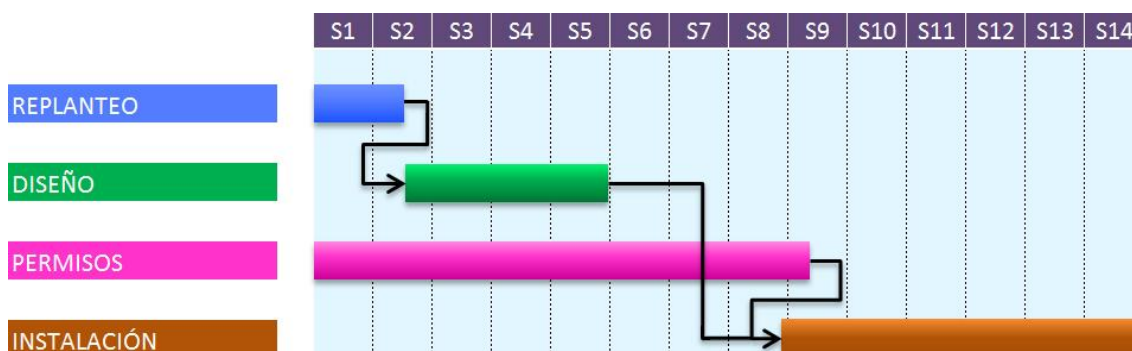 S1 S2 S3 S4 S5 S6 S7 S8 S9 S10 S11 S12 S13 S14
REPLANTEO
DISEÑO
PERMISOS
INSTALACIÓN